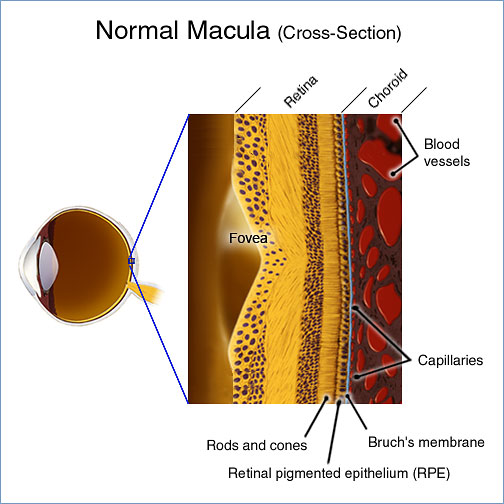 Normal Macula (Cross-Section)
Retina
Choroid
Blood
vessels
Fovea
Capillaries
Rods and cones
Bruch's membrane
Retinal pigmented epithelium (RPE)